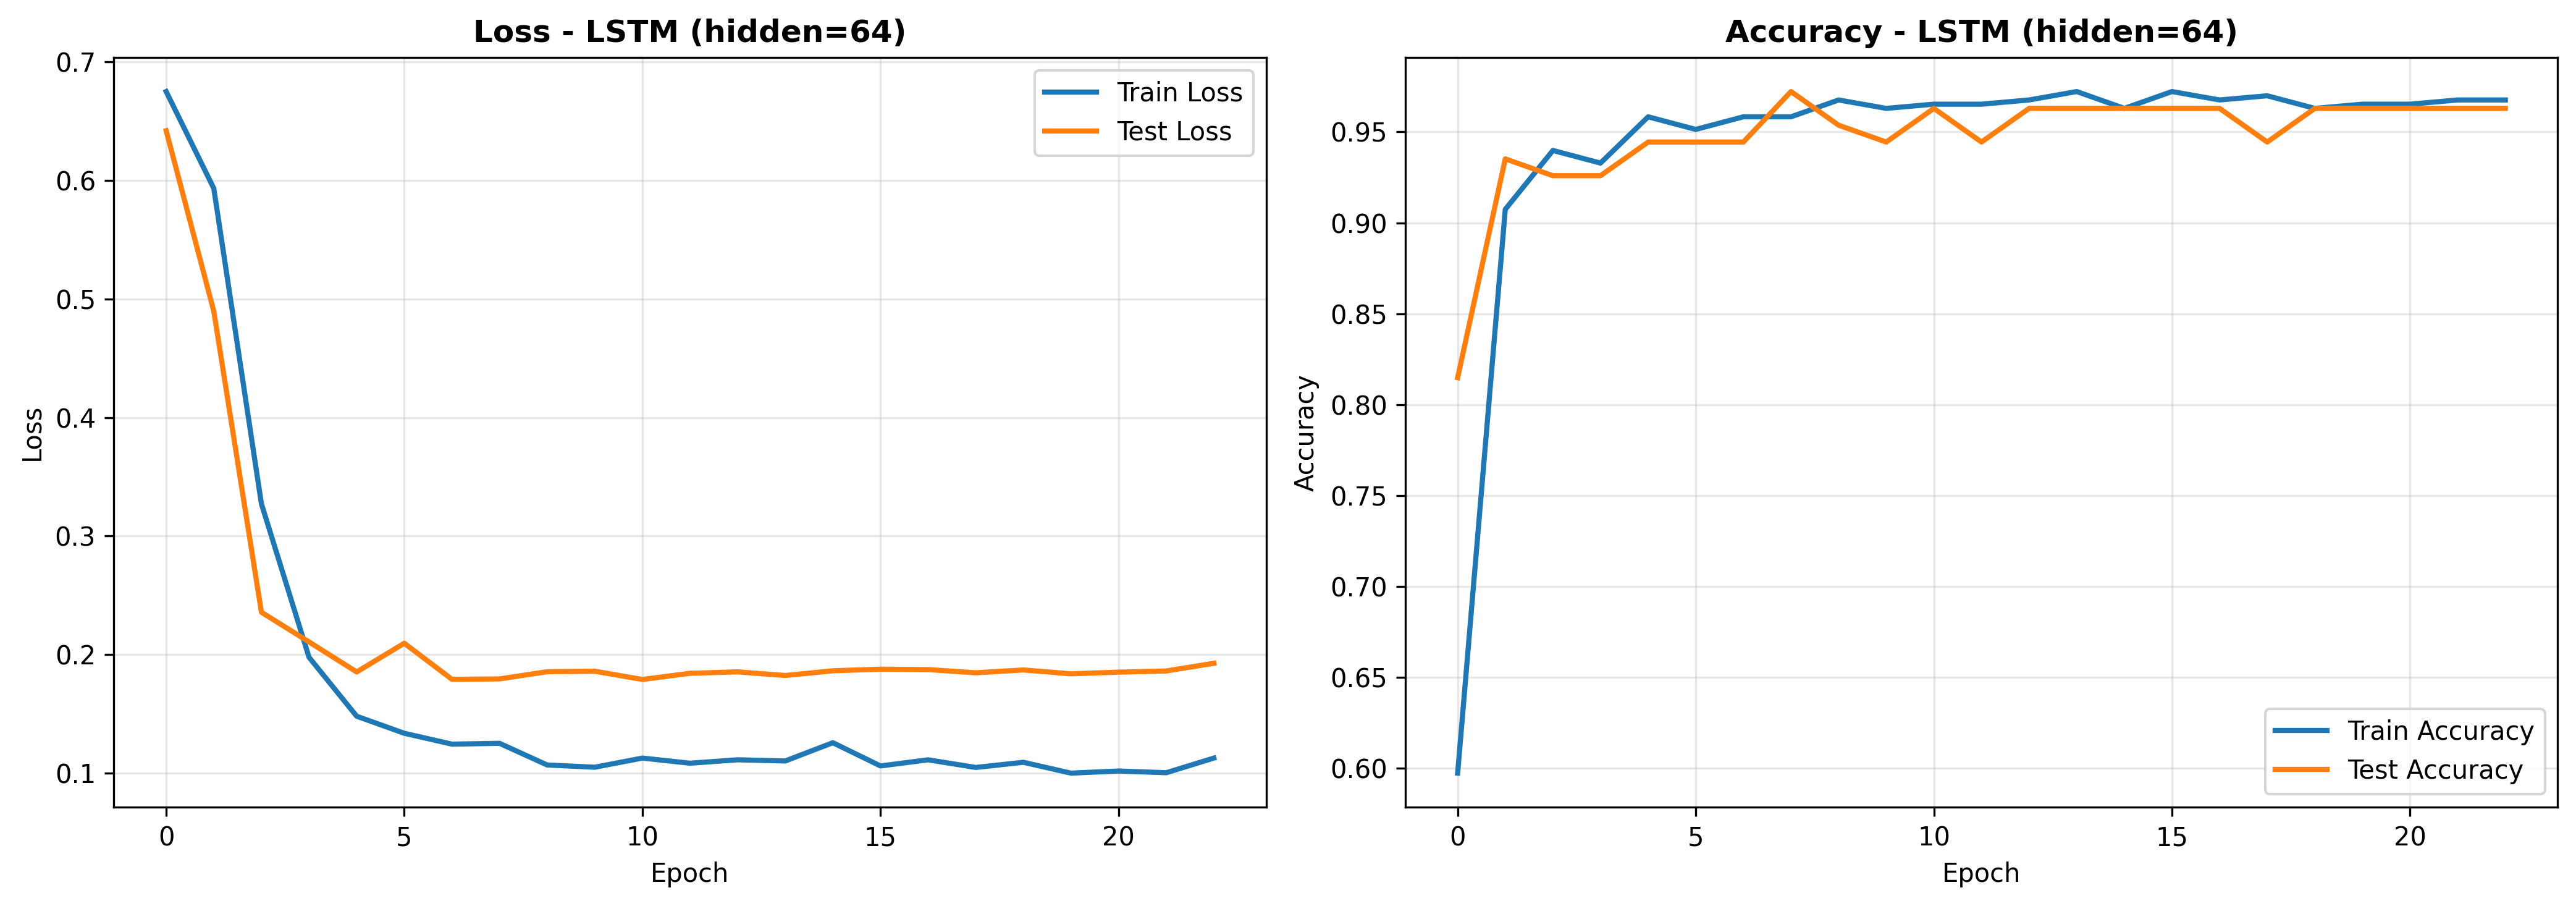 Loss - LSTM (hidden=64)
0.7
0.6
0.5
0.4
0.3
0.2
0.1
Loss
Train Loss
Test Loss
0
5
10
15
20
Epoch
Accuracy - LSTM (hidden=64)
0.95
0.90
0.85
0.80
0.75
0.70
0.65
0.60
Accuracy
Train Accuracy
Test Accuracy
0
5
10
15
20
Epoch